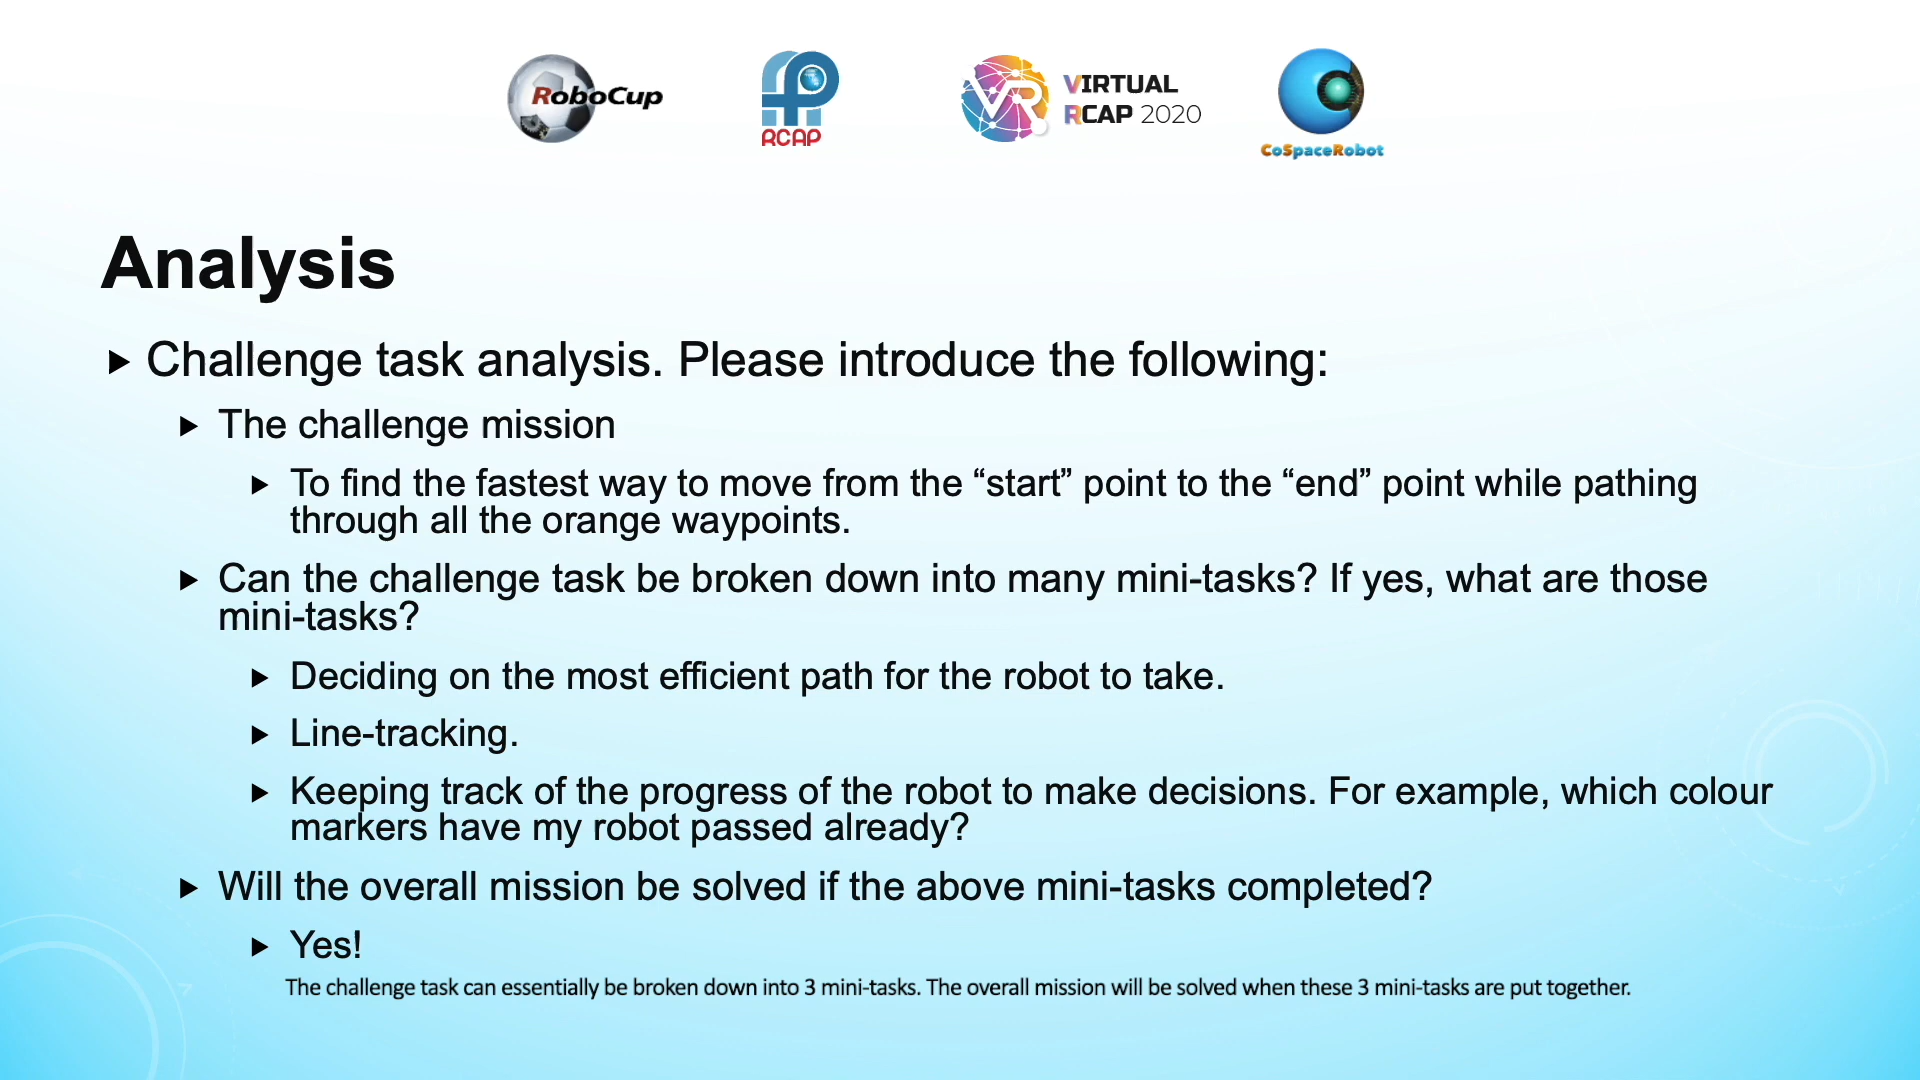 RoboCup
RCAP
VIRTUAL
RCAP 2020
CoSpaceRobot
Analysis
Challenge task analysis. Please introduce the following:
The challenge mission
To find the fastest way to move from the “start” point to the “end” point while pathing
through all the orange waypoints.
Can the challenge task be broken down into many mini-tasks? If yes, what are those
mini-tasks?
Deciding on the most efficient path for the robot to take.
Line-tracking.
Keeping track of the progress of the robot to make decisions. For example, which colour
markers have my robot passed already?
Will the overall mission be solved if the above mini-tasks completed?
Yes!
The challenge task can essentially be broken down into 3 mini-tasks. The overall mission will be solved when these 3 mini-tasks are put together.